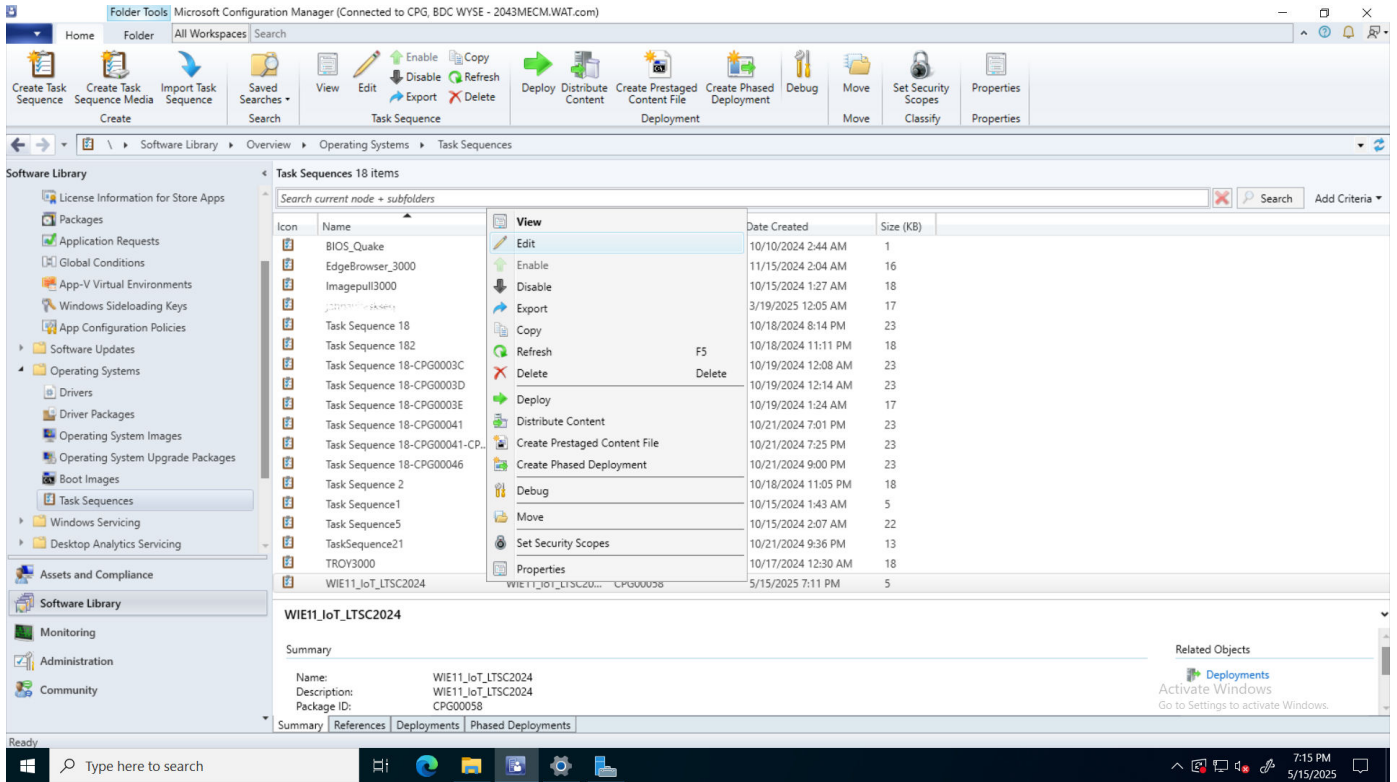 Folder Tools Microsoft Configuration Manager (Connected to CPG, BDC WYSE - 2043MECM.WAT.com)
Home Folder All Workspaces Search
Create Task Sequence
Create Task Sequence Media
Import Task Sequence
Create
Saved Searches
Search
View
Edit
Enable
Disable
Export
Copy
Refresh
Delete
Task Sequence
Deploy
Distribute Content
Create Prestaged Content File
Create Phased Deployment
Debug
Deployment
Move
Move
Set Security Scopes
Classify
Properties
Properties
\ Software Library Overview Operating Systems Task Sequences
Software Library
License Information for Store Apps
Packages
Application Requests
Global Conditions
App-V Virtual Environments
Windows Sideloading Keys
App Configuration Policies
Software Updates
Operating Systems
Drivers
Driver Packages
Operating System Images
Operating System Upgrade Packages
Boot Images
Task Sequences
Windows Servicing
Desktop Analytics Servicing
Assets and Compliance
Software Library
Monitoring
Administration
Community
Task Sequences 18 items
Search current node + subfolders
Search Add Criteria
Icon Name Date Created Size (KB)
BIOS_Quake 10/10/2024 2:44 AM 1
EdgeBrowser_3000 11/15/2024 2:04 AM 16
Imagepull3000 10/15/2024 1:27 AM 18
3/19/2025 12:05 AM 17
Task Sequence 18 10/18/2024 8:14 PM 23
Task Sequence 182 10/18/2024 11:11 PM 18
Task Sequence 18-CPG0003C 10/19/2024 12:08 AM 23
Task Sequence 18-CPG0003D 10/19/2024 12:14 AM 23
Task Sequence 18-CPG0003E 10/19/2024 1:24 AM 17
Task Sequence 18-CPG00041 10/21/2024 7:01 PM 23
Task Sequence 18-CPG00041-CP... 10/21/2024 7:25 PM 23
Task Sequence 18-CPG00046 10/21/2024 9:00 PM 23
Task Sequence 2 10/18/2024 11:05 PM 18
Task Sequence1 10/15/2024 1:43 AM 5
Task Sequence5 10/15/2024 2:07 AM 22
TaskSequence21 10/21/2024 9:36 PM 13
TROY3000 10/17/2024 12:30 AM 18
WIE11_IoT_LTSC2024 WIE11_IoT_LTSC20... CPG00058 5/15/2025 7:11 PM 5
View
Edit
Enable
Disable
Export
Copy
Refresh F5
Delete Delete
Deploy
Distribute Content
Create Prestaged Content File
Create Phased Deployment
Debug
Move
Set Security Scopes
Properties
WIE11_IoT_LTSC2024
Summary
Name: WIE11_IoT_LTSC2024
Description: WIE11_IoT_LTSC2024
Package ID: CPG00058
Related Objects
Deployments
Activate Windows
Go to Settings to activate Windows.
Summary References Deployments Phased Deployments
Ready
Type here to search
7:15 PM
5/15/2025